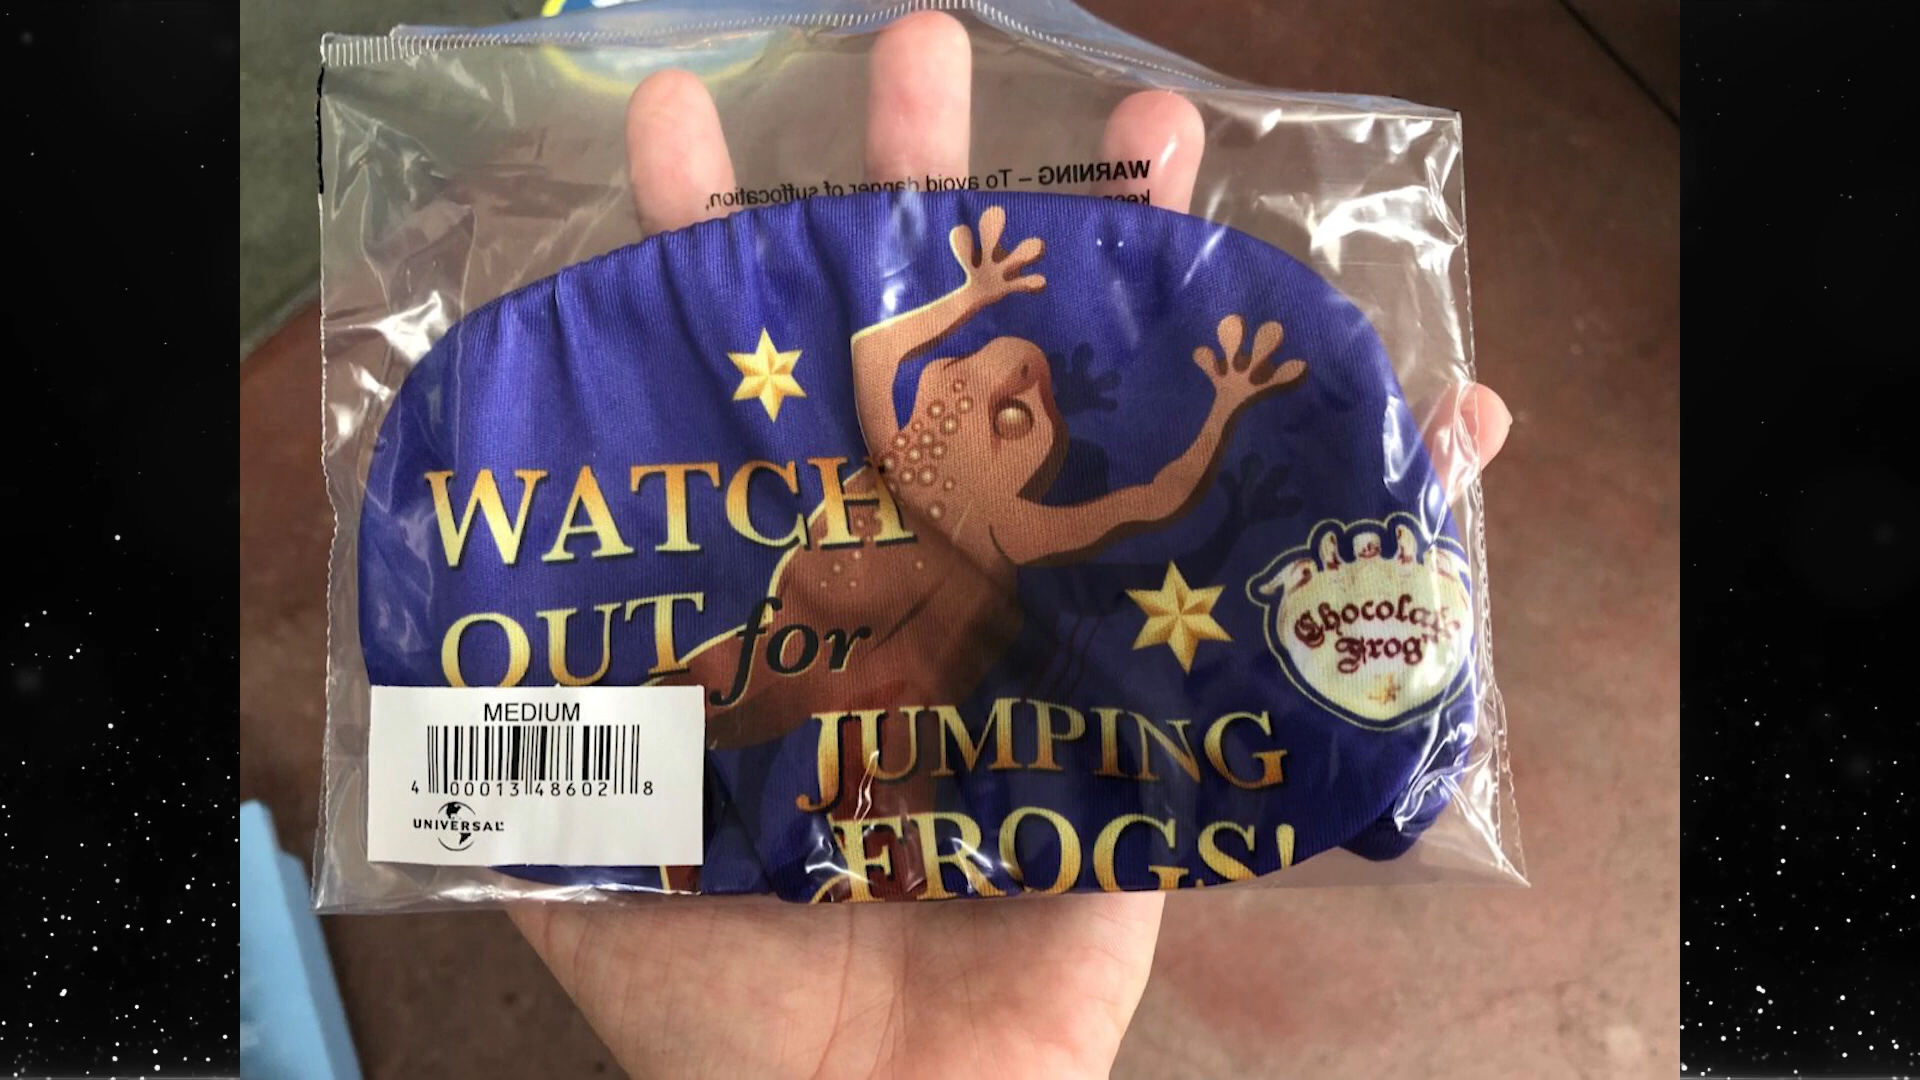 WARNING – To avoid danger of suffocation,
WATCH
OUT for
JUMPING
FROGS!
Chocolate
Frog
MEDIUM
4 00013 48602 8
UNIVERSAL